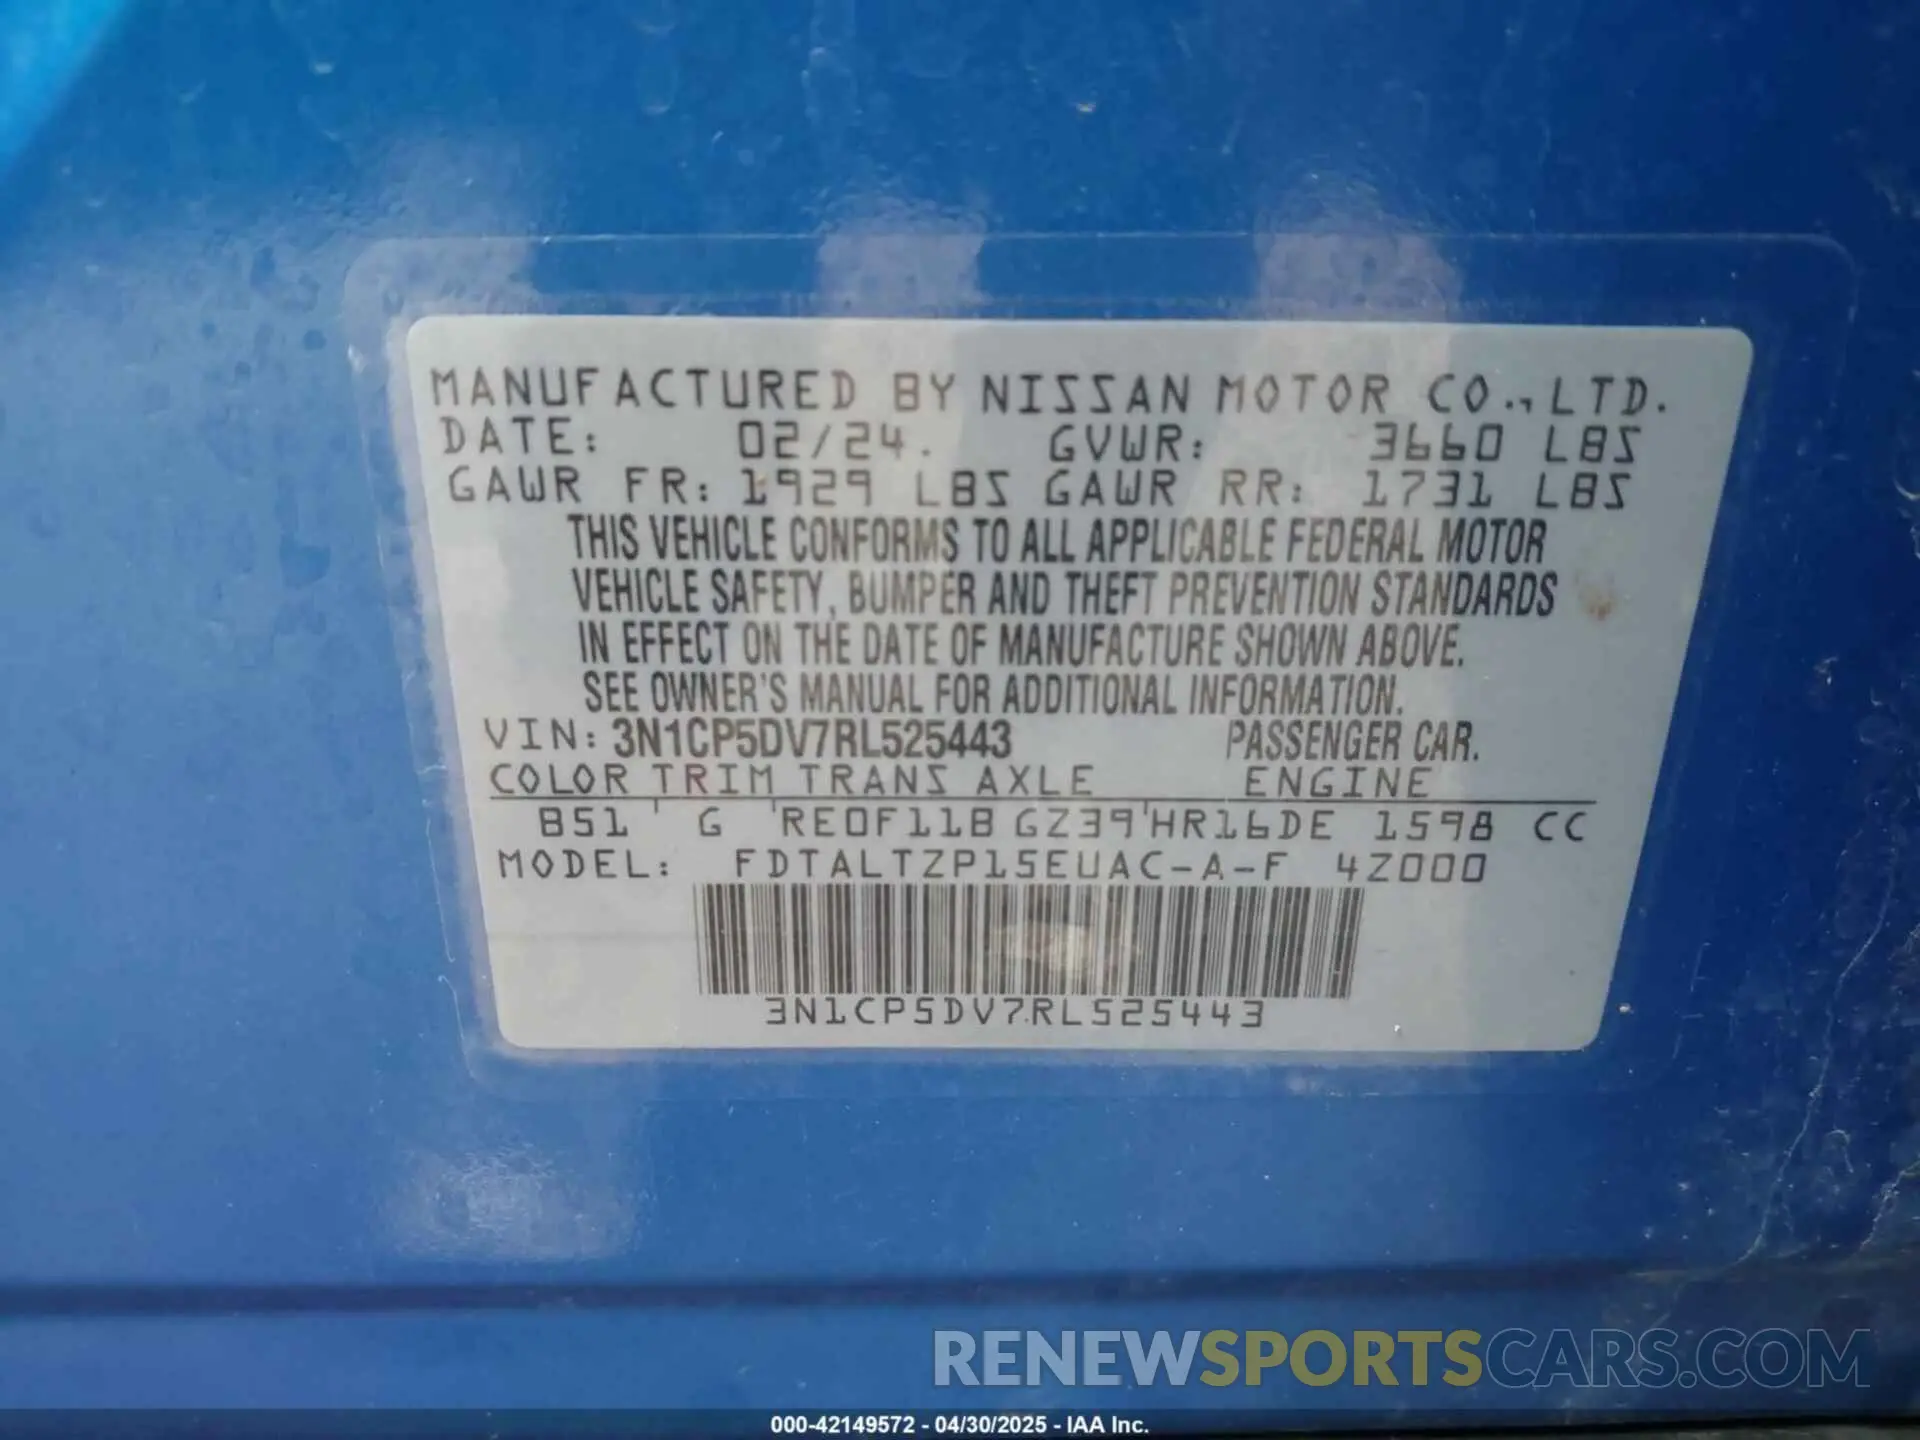 MANUFACTURED BY NISSAN MOTOR CO., LTD.
DATE: 02/24. GVWR: 3660 LBS
GAWR FR: 1929 LBS GAWR RR: 1731 LBS
THIS VEHICLE CONFORMS TO ALL APPLICABLE FEDERAL MOTOR
VEHICLE SAFETY, BUMPER AND THEFT PREVENTION STANDARDS
IN EFFECT ON THE DATE OF MANUFACTURE SHOWN ABOVE.
SEE OWNER'S MANUAL FOR ADDITIONAL INFORMATION.
VIN: 3N1CP5DV7RL525443 PASSENGER CAR.
COLOR TRIM TRANS AXLE ENGINE
B51 ' G ' RE0F11B GZ39 ' HR16DE 1598 CC
MODEL: FDTALTZP15EUAC-A-F 4Z000
3N1CP5DV7RL525443
RENEWSPORTSCARS.COM
000-42149572 - 04/30/2025 - IAA Inc.